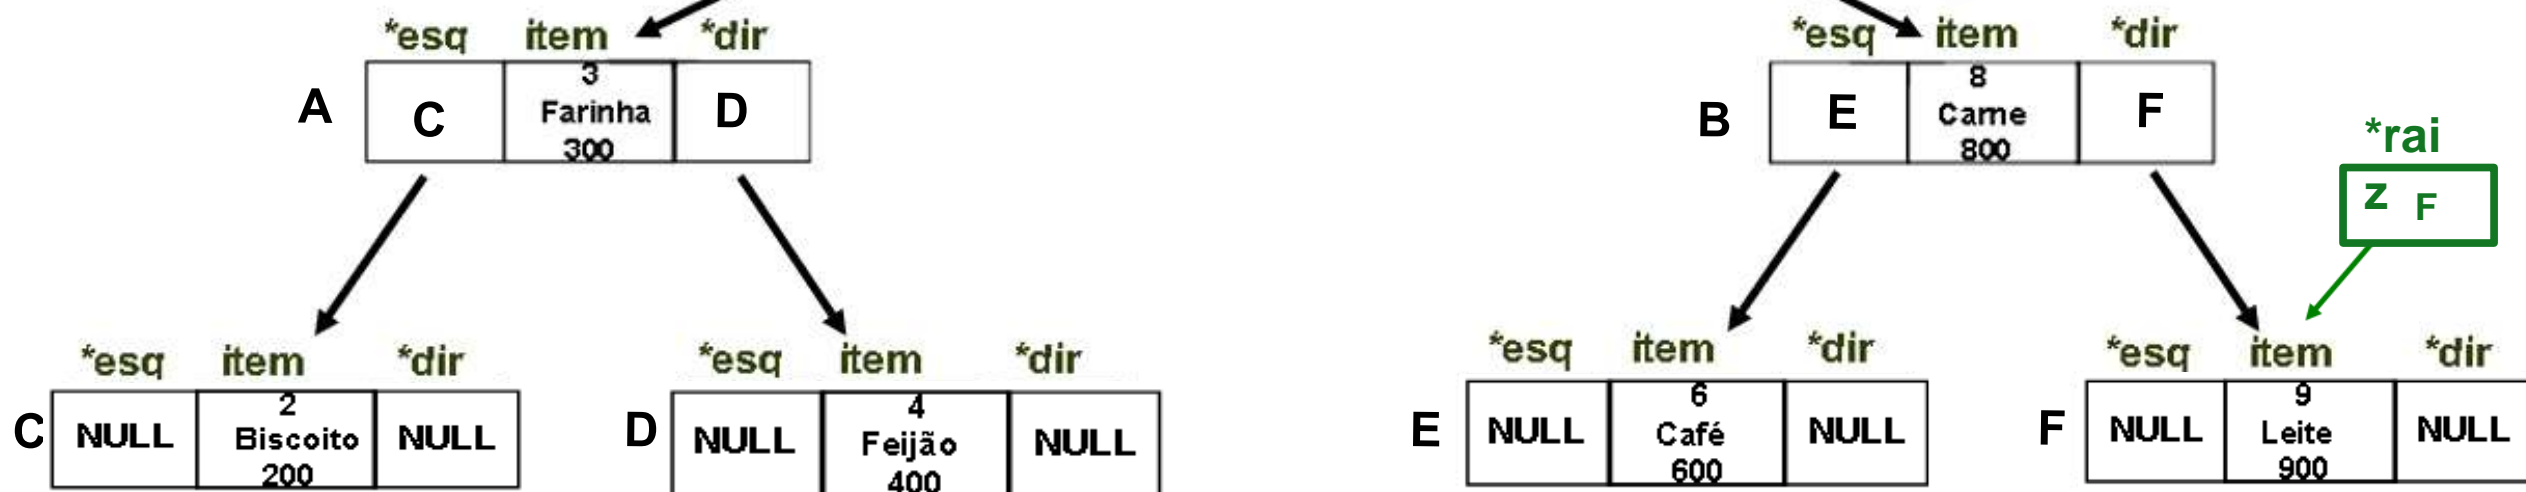 *esq item *dir
A C 3 D
Farinha
300
*esq item *dir
B E 8 F
Carne
800
*rai
z F
*esq item *dir
C NULL 2 NULL
Biscoito
200
*esq item *dir
D NULL 4 NULL
Feijão
400
*esq item *dir
E NULL 6 NULL
Café
600
*esq item *dir
F NULL 9 NULL
Leite
900